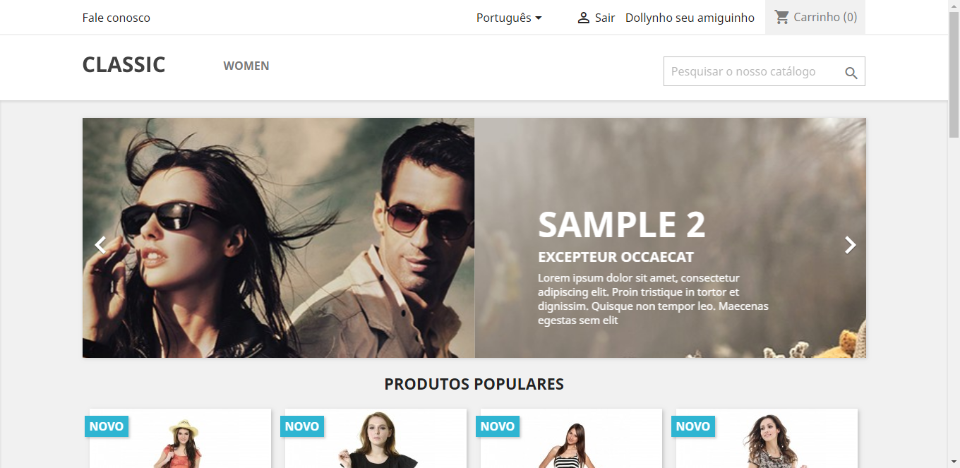 Fale conosco
Português
Sair
Dollynho seu amiguinho
Carrinho (0)
CLASSIC
WOMEN
Pesquisar o nosso catálogo
SAMPLE 2
EXCEPTEUR OCCAECAT
Lorem ipsum dolor sit amet, consectetur
adipiscing elit. Proin tristique in tortor et
dignissim. Quisque non tempor leo. Maecenas
egestas sem elit
PRODUTOS POPULARES
NOVO
NOVO
NOVO
NOVO